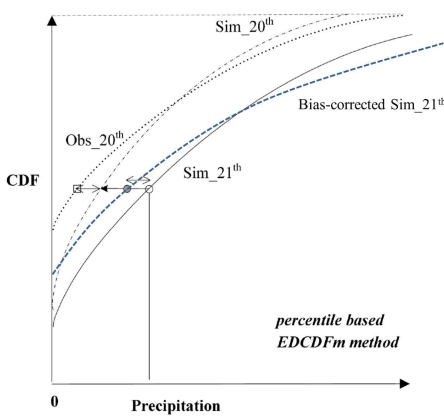 Sim_20th
Bias-corrected Sim_21th
Obs_20th
Sim_21th
CDF
percentile based
EDCDFm method
0
Precipitation